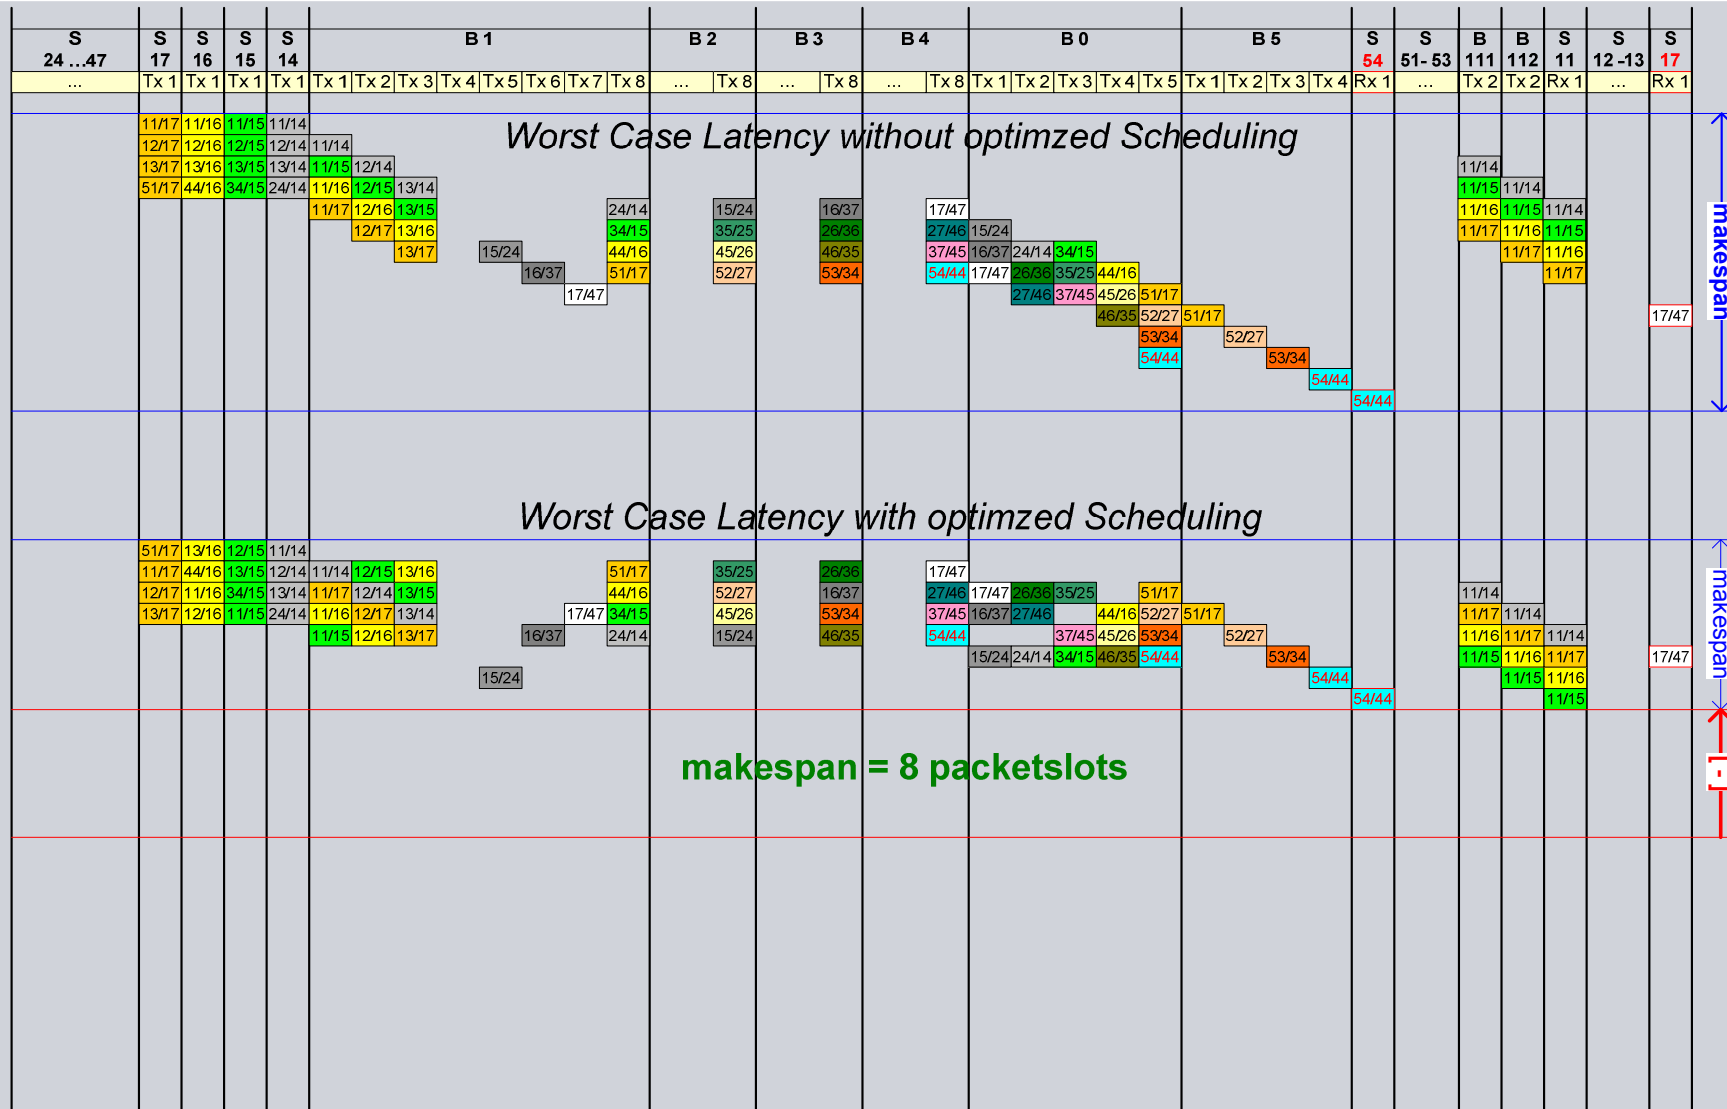 S S S S S B 1 B 2 B 3 B 4 B 0 B 5 S S B B S S S
24 ...47 17 16 15 14 54 51- 53 111 112 11 12 -13 17
... Tx 1 Tx 1 Tx 1 Tx 1 Tx 1 Tx 2 Tx 3 Tx 5 Tx 6 Tx 7 Tx 8 ... Tx 8 ... Tx 8 ... Tx 8 Tx 1 Tx 2 Tx 3 Tx 4 Tx 5 Tx 1 Tx 2 Tx 3 Tx 4 Rx 1 ... Tx 2 Tx 2 Rx 1 ... Rx 1
11/17 11/16 11/15 11/14
Worst Case Latency without optimzed Scheduling
12/17 12/16 12/15 12/14 11/14
13/17 13/16 13/15 13/14 11/15 12/14 11/14
51/17 44/16 34/15 24/14 11/16 12/15 13/14 11/15 11/14
11/17 12/16 13/15 24/14 15/24 16/37 17/47 11/16 11/15 11/14
12/17 13/16 34/15 35/25 26/36 27/46 15/24 11/17 11/16 11/15
13/17 15/24 44/16 45/26 46/35 37/45 16/37 24/14 34/15 11/17 11/16
16/37 51/17 52/27 53/34 54/44 17/47 26/36 35/25 44/16 11/17
17/47 27/46 37/45 45/26 51/17
46/35 52/27 51/17 17/47
53/34 52/27
54/44 53/34
54/44
54/44
makespan
Worst Case Latency with optimzed Scheduling
51/17 13/16 12/15 11/14
11/17 44/16 13/15 12/14 11/14 12/15 13/16 51/17 35/25 26/36 17/47
12/17 11/16 34/15 13/14 11/17 12/14 13/15 44/16 52/27 16/37 27/46 17/47 26/36 35/25 51/17 11/14
13/17 12/16 11/15 24/14 11/16 12/17 13/14 17/47 34/15 45/26 53/34 37/45 16/37 27/46 44/16 52/27 51/17 11/17 11/14
11/15 12/16 13/17 16/37 24/14 15/24 46/35 54/44 37/45 45/26 53/34 52/27 11/16 11/17 11/14
15/24 24/14 34/15 46/35 54/44 53/34 11/15 11/16 11/17 17/47
15/24 54/44 11/15 11/16
54/44 11/15
makespan
makespan = 8 packetslots
[ - ]